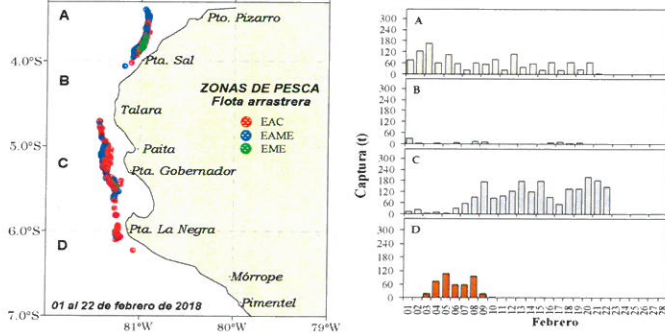 A
Pto. Pizarro
4.0°S
Pta. Sal
B
ZONAS DE PESCA
Flota arrastrera
EAC
EAME
EME
Talara
5.0°S
Paita
Pta. Gobernador
C
6.0°S
Pta. La Negra
D
Mórrope
01 al 22 de febrero de 2018
Pimentel
7.0°S
81°W
80°W
79°W
Captura (t)
A
300
240
180
120
60
0
B
300
240
180
120
60
0
C
300
240
180
120
60
0
D
300
240
180
120
60
0
01 02 03 04 05 06 07 08 09 10 11 12 13 14 15 16 17 18 19 20 21 22 23 24 25 26 27 28
Febrero